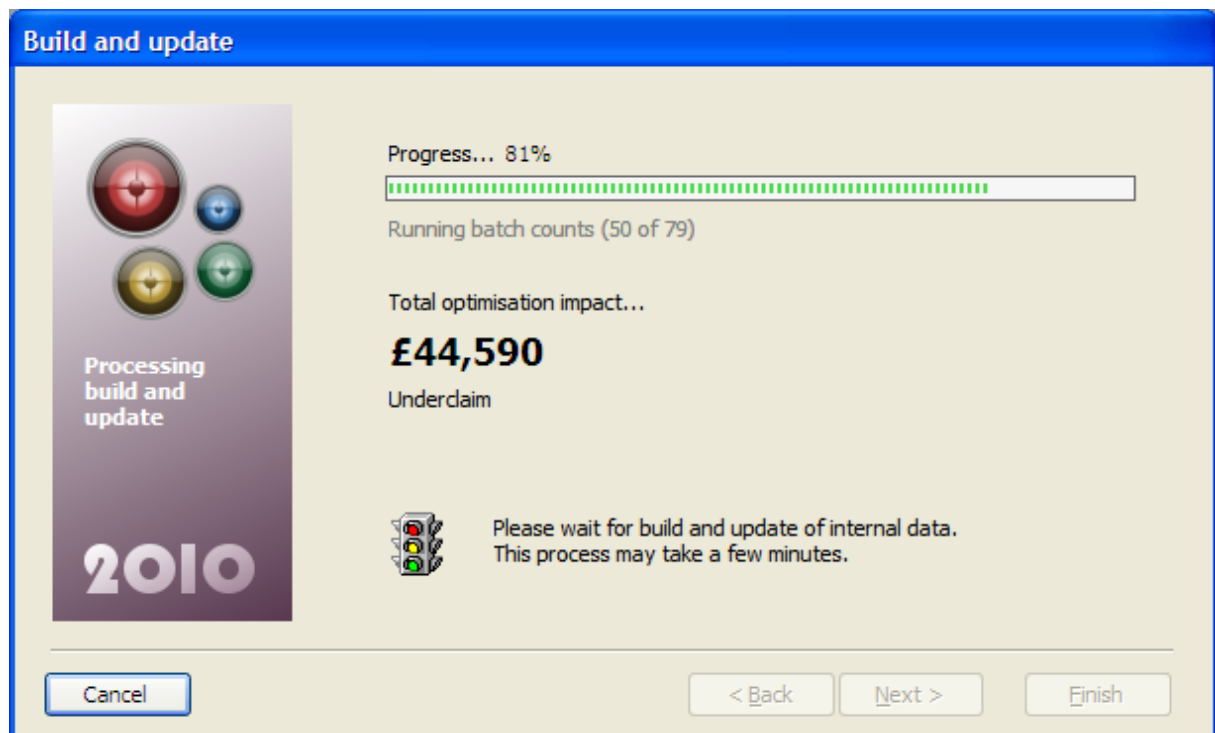 Build and update
Progress... 81%
Running batch counts (50 of 79)
Total optimisation impact...
£44,590
Underclaim
Processing
build and
update
2010
Please wait for build and update of internal data.
This process may take a few minutes.
Cancel
< Back
Next >
Finish